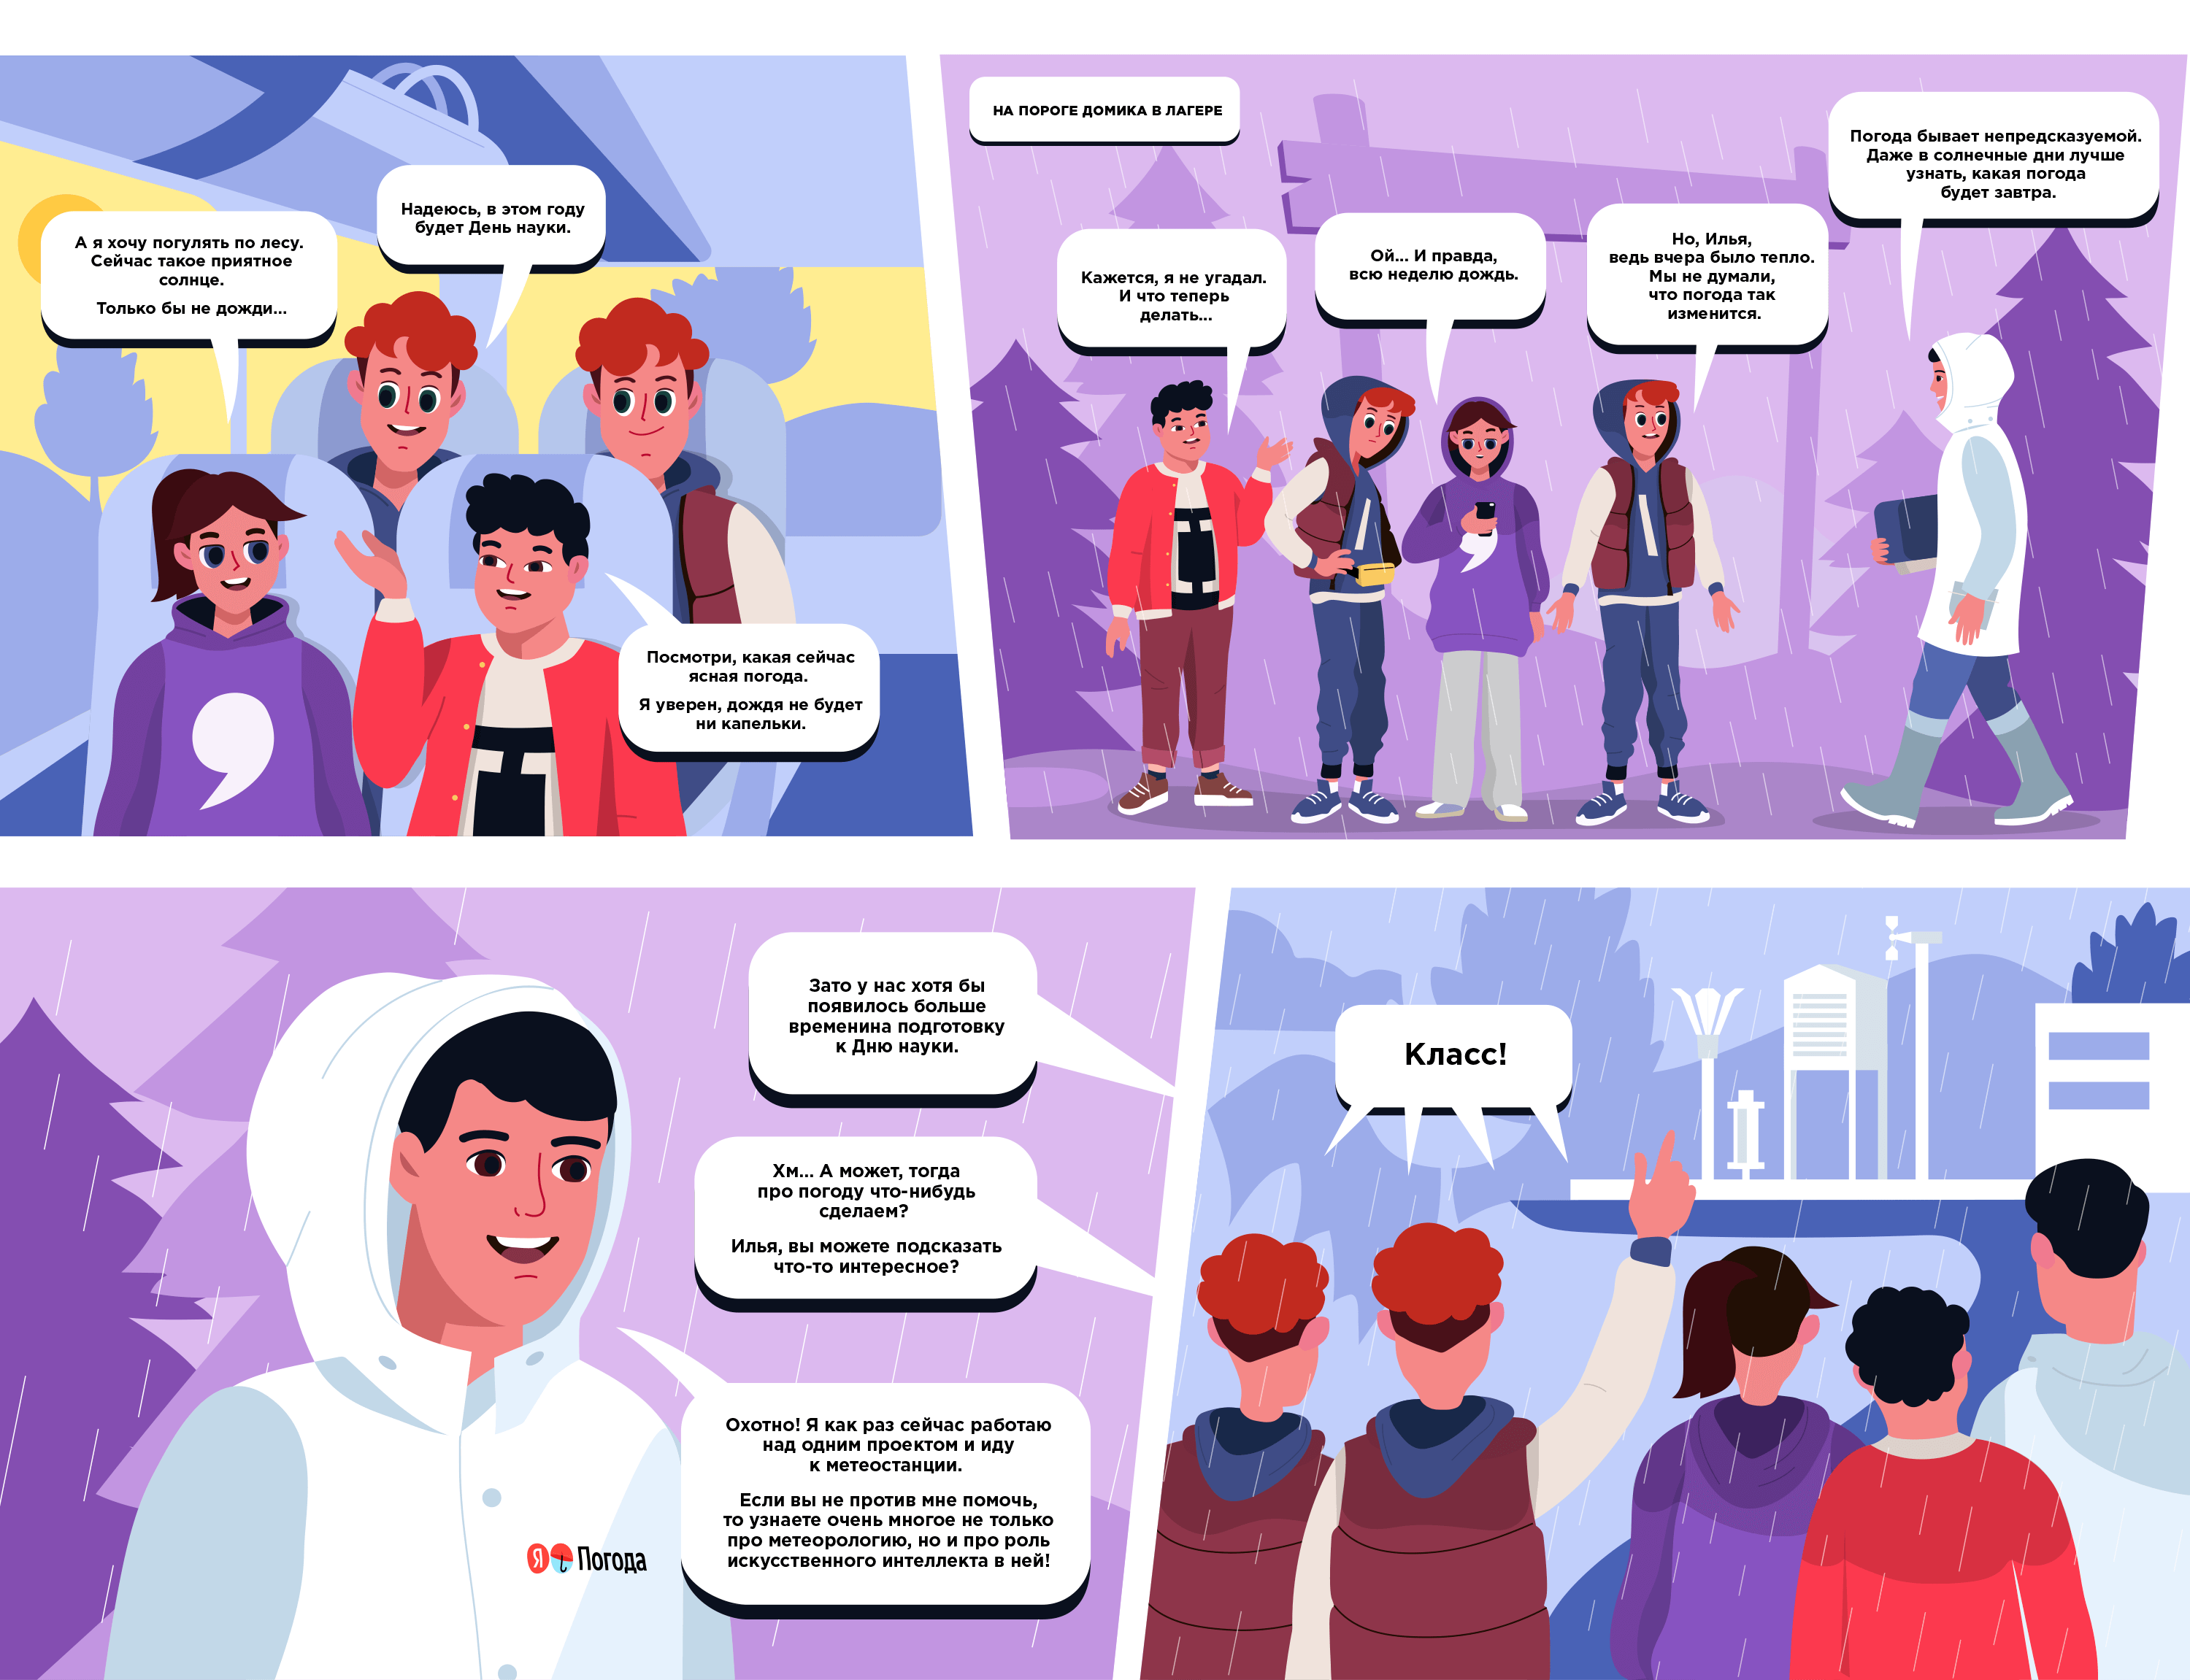 Надеюсь, в этом году
будет День науки.
А я хочу погулять по лесу.
Сейчас такое приятное
солнце.
Только бы не дожди...
Посмотри, какая сейчас
ясная погода.
Я уверен, дождя не будет
ни капельки.
НА ПОРОГЕ ДОМИКА В ЛАГЕРЕ
Кажется, я не угадал.
И что теперь
делать...
Ой... И правда,
всю неделю дождь.
Но, Илья,
ведь вчера было тепло.
Мы не думали,
что погода так
изменится.
Погода бывает непредсказуемой.
Даже в солнечные дни лучше
узнать, какая погода
будет завтра.
Зато у нас хотя бы
появилось больше
временина подготовку
к Дню науки.
Хм... А может, тогда
про погоду что-нибудь
сделаем?
Илья, вы можете подсказать
что-то интересное?
Охотно! Я как раз сейчас работаю
над одним проектом и иду
к метеостанции.
Если вы не против мне помочь,
то узнаете очень многое не только
про метеорологию, но и про роль
искусственного интеллекта в ней!
Я Погода
Класс!